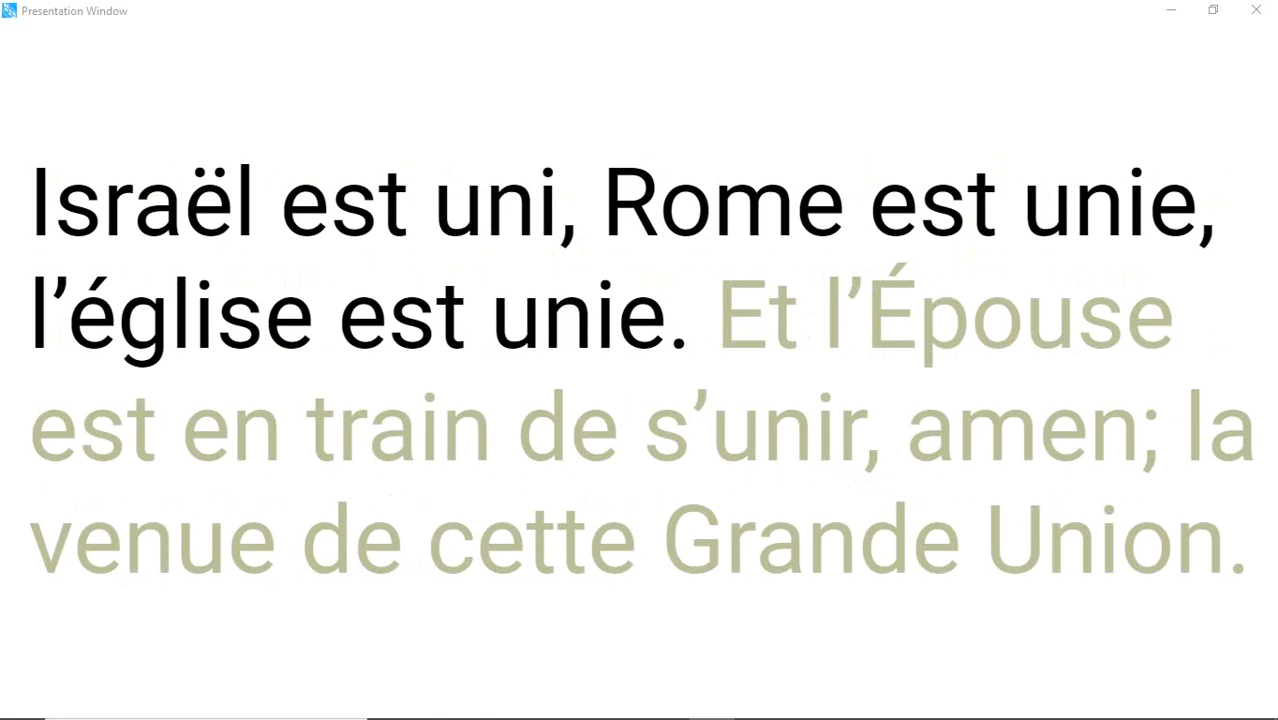 Presentation Window
Israël est uni, Rome est unie,
l’église est unie. Et l’Épouse
est en train de s’unir, amen; la
venue de cette Grande Union.